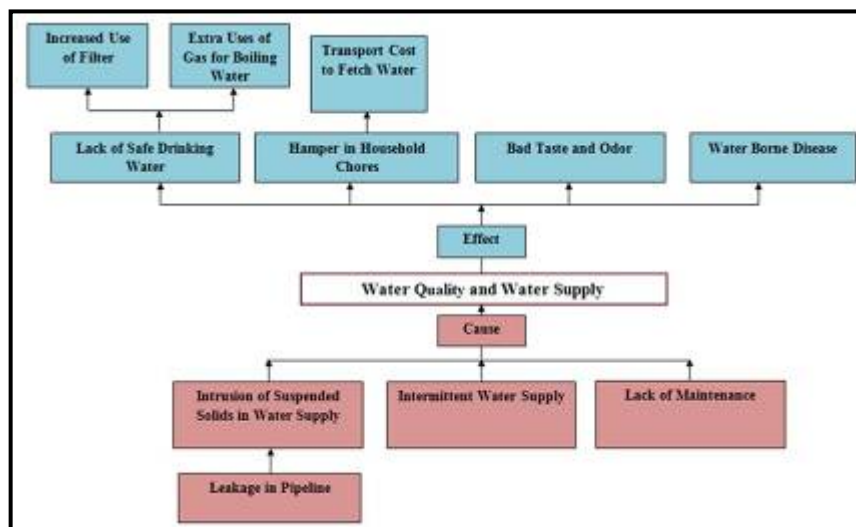 Increased Use
of Filter
Extra Uses of
Gas for Boiling
Water
Transport Cost
to Fetch Water
Lack of Safe Drinking
Water
Hamper in Household
Chores
Bad Taste and Odor
Water Borne Disease
Effect
Water Quality and Water Supply
Cause
Intrusion of Suspended
Solids in Water Supply
Intermittent Water Supply
Lack of Maintenance
Leakage in Pipeline